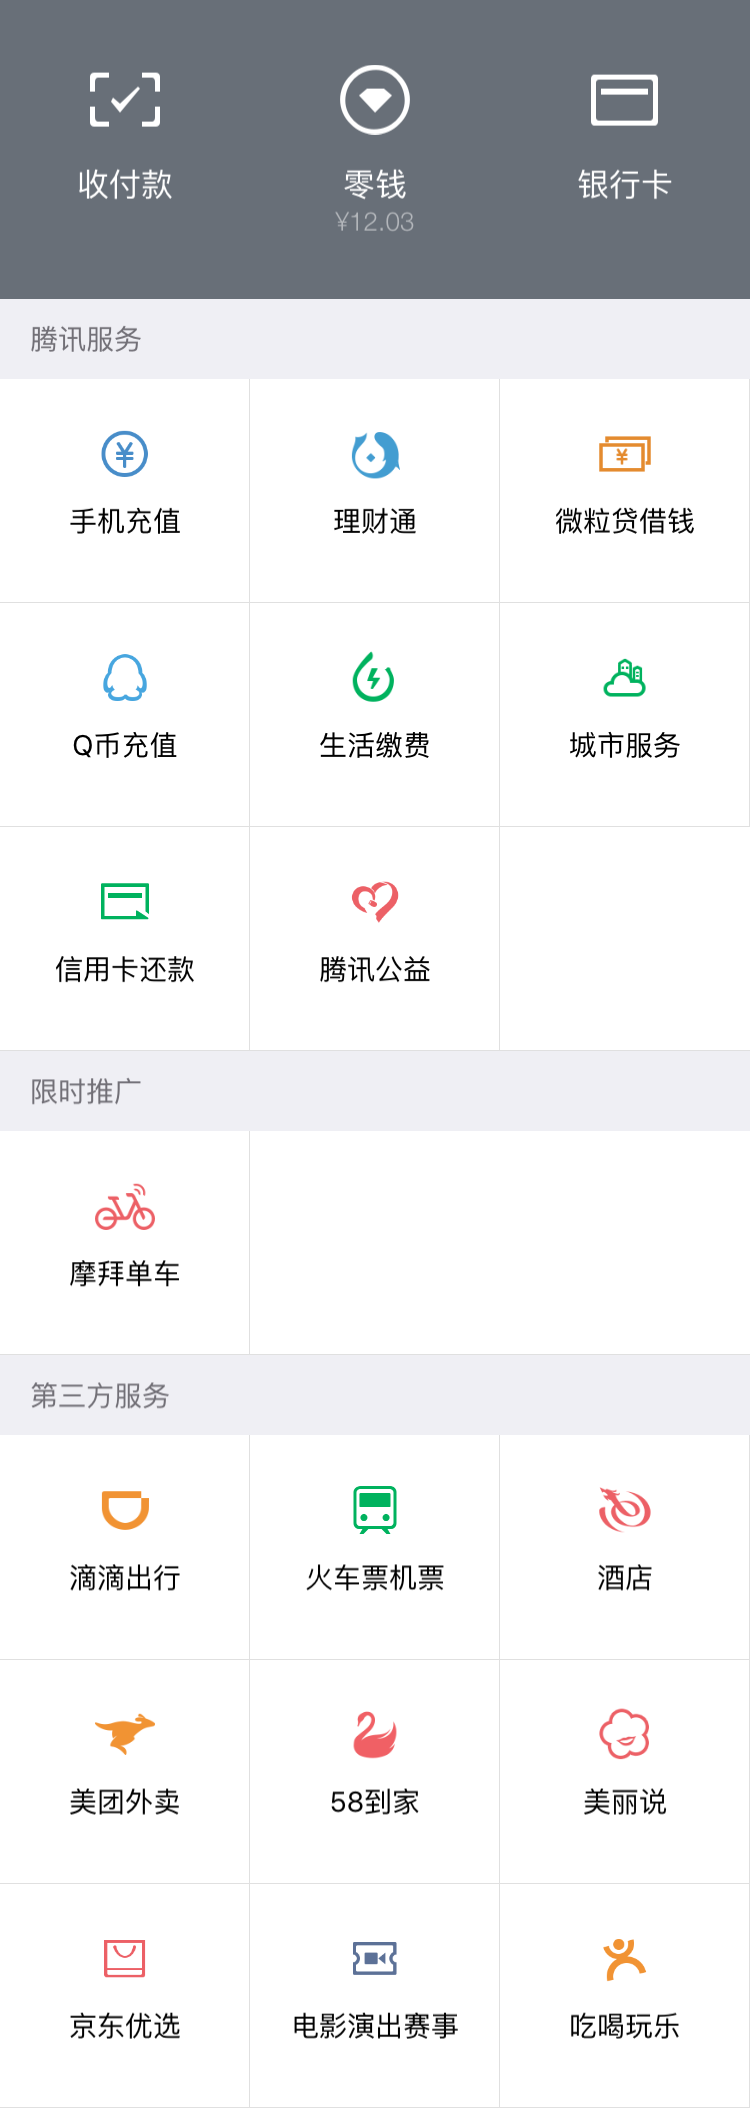 收付款
零钱
银行卡
¥12.03
腾讯服务
手机充值
理财通
微粒贷借钱
Q币充值
生活缴费
城市服务
信用卡还款
腾讯公益
限时推广
摩拜单车
第三方服务
滴滴出行
火车票机票
酒店
美团外卖
58到家
美丽说
京东优选
电影演出赛事
吃喝玩乐